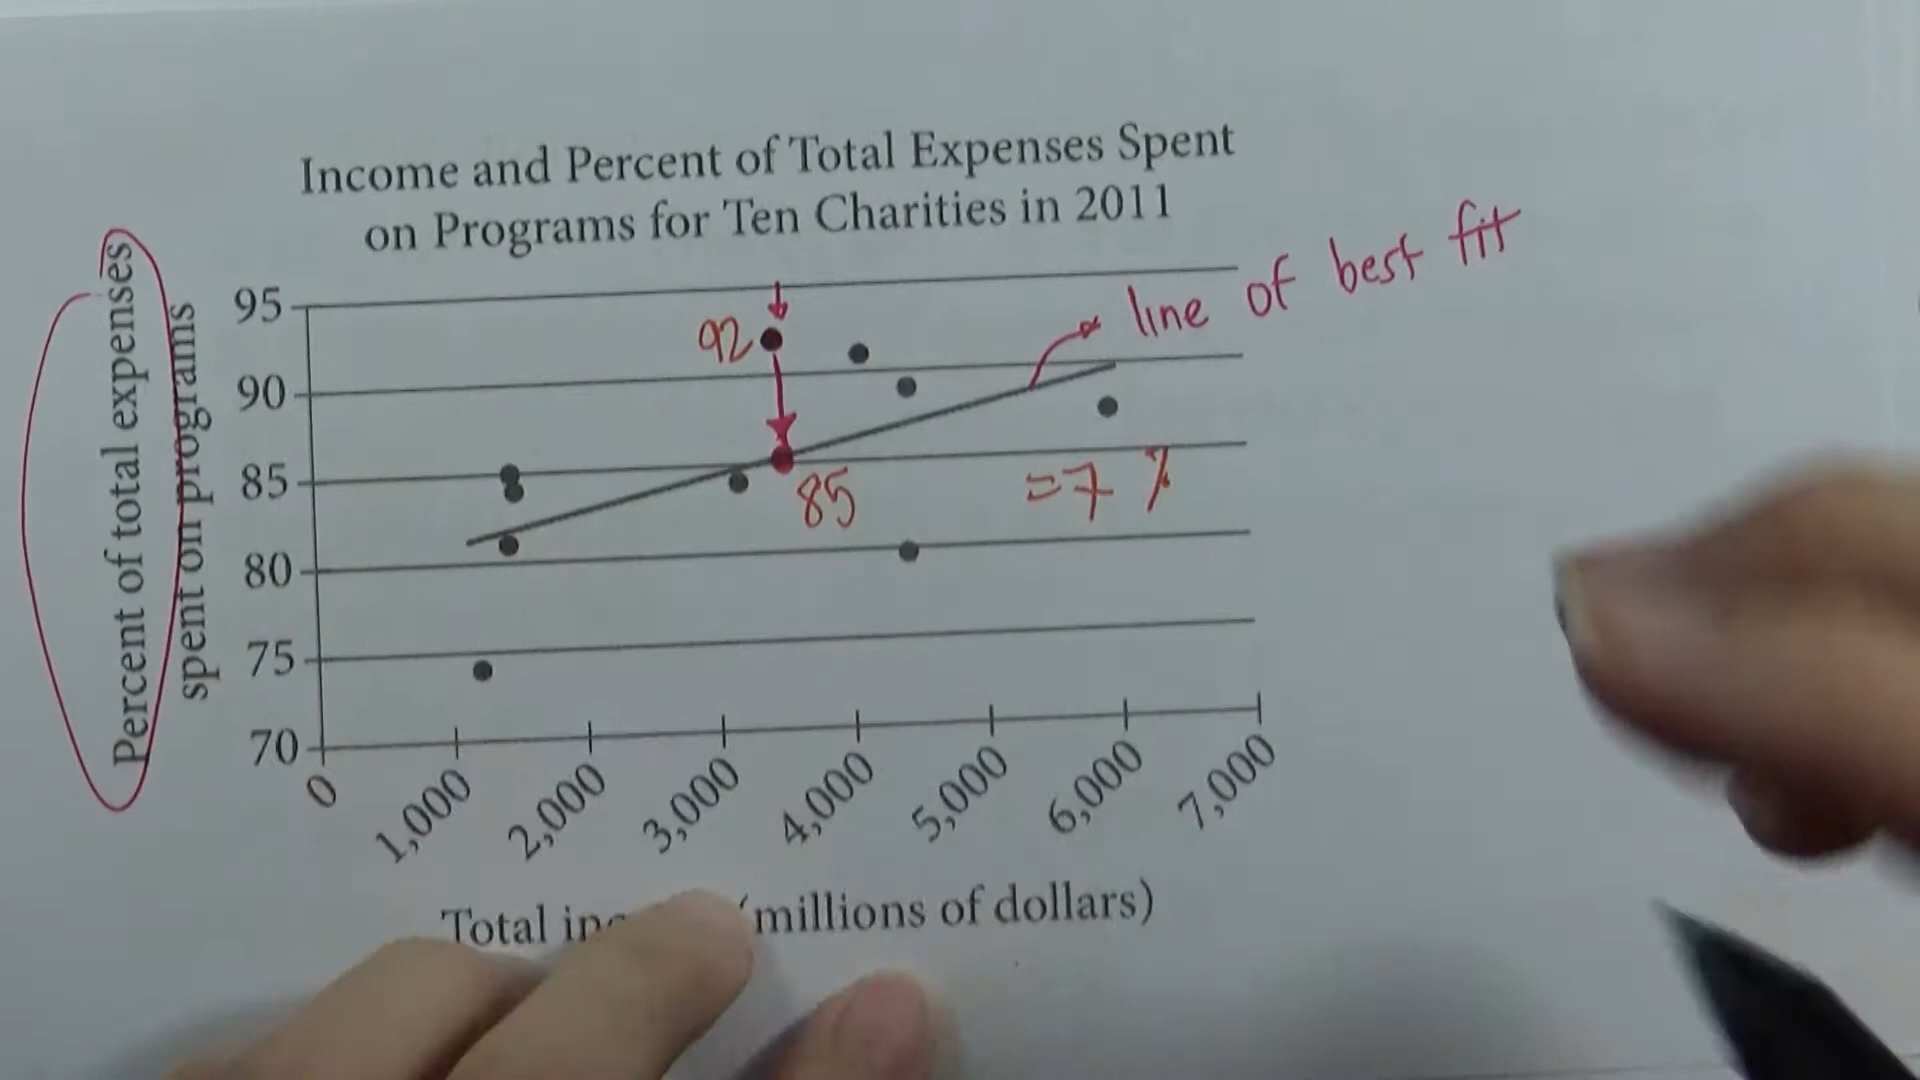 Income and Percent of Total Expenses Spent
on Programs for Ten Charities in 2011
line of best fit
Percent of total expenses
spent on programs
95
92
90
85
85
=7 %
80
75
70
0
1,000
2,000
3,000
4,000
5,000
6,000
7,000
Total (millions of dollars)